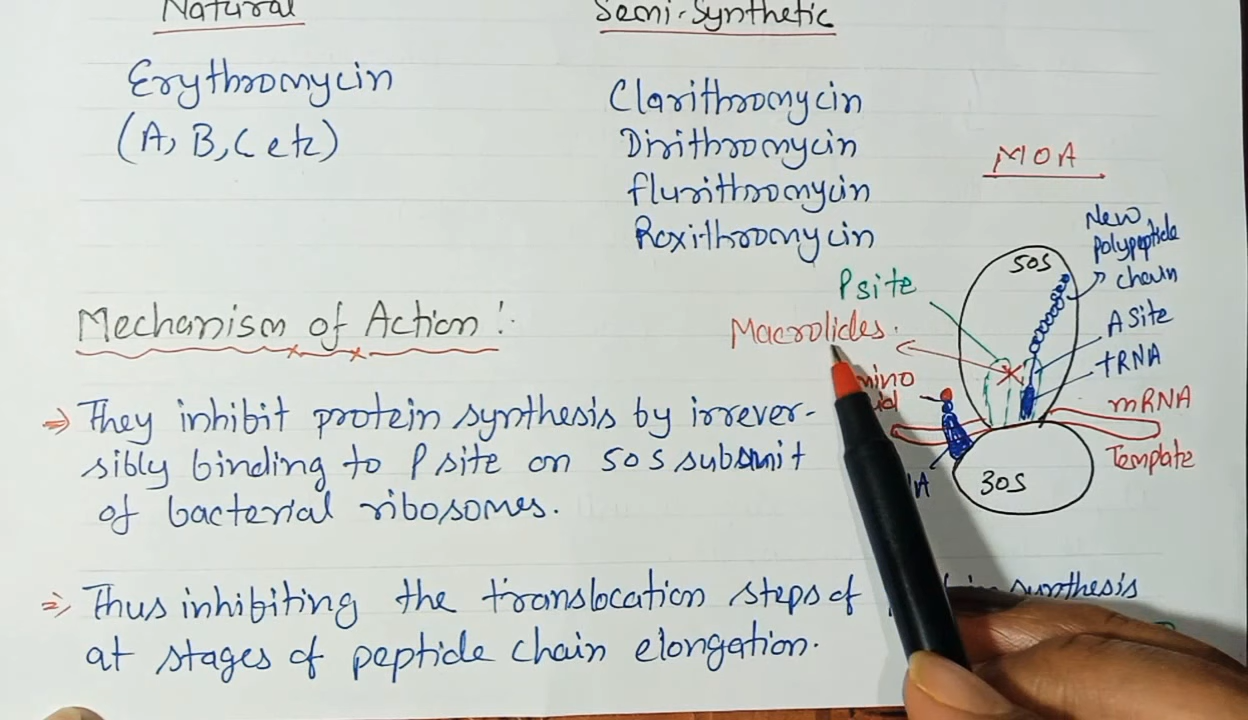 Natural
Semi-Synthetic
Erythromycin
(A, B, C etc)
Clarithromycin
Dirithromycin
flurithromycin
Roxithromycin
MOA
New
polypeptide
chain
50S
P site
Macrolides.
A Site
tRNA
mRNA
Template
30S
Mechanism of Action :
⇒ They inhibit protein synthesis by irrever-
sibly binding to P site on 50S subunit
of bacterial ribosomes.
⇒ Thus inhibiting the translocation steps of synthesis
at stages of peptide chain elongation.